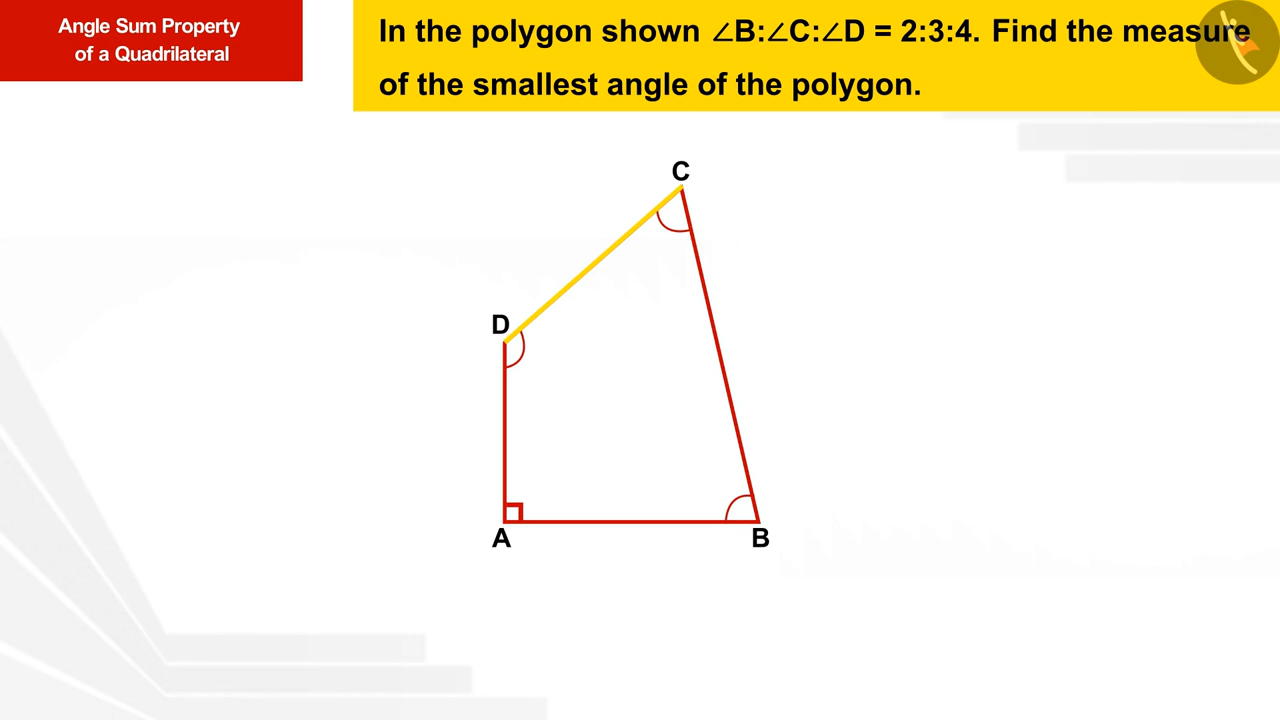 Angle Sum Property
of a Quadrilateral
In the polygon shown ∠B:∠C:∠D = 2:3:4. Find the measure
of the smallest angle of the polygon.
C
D
A
B